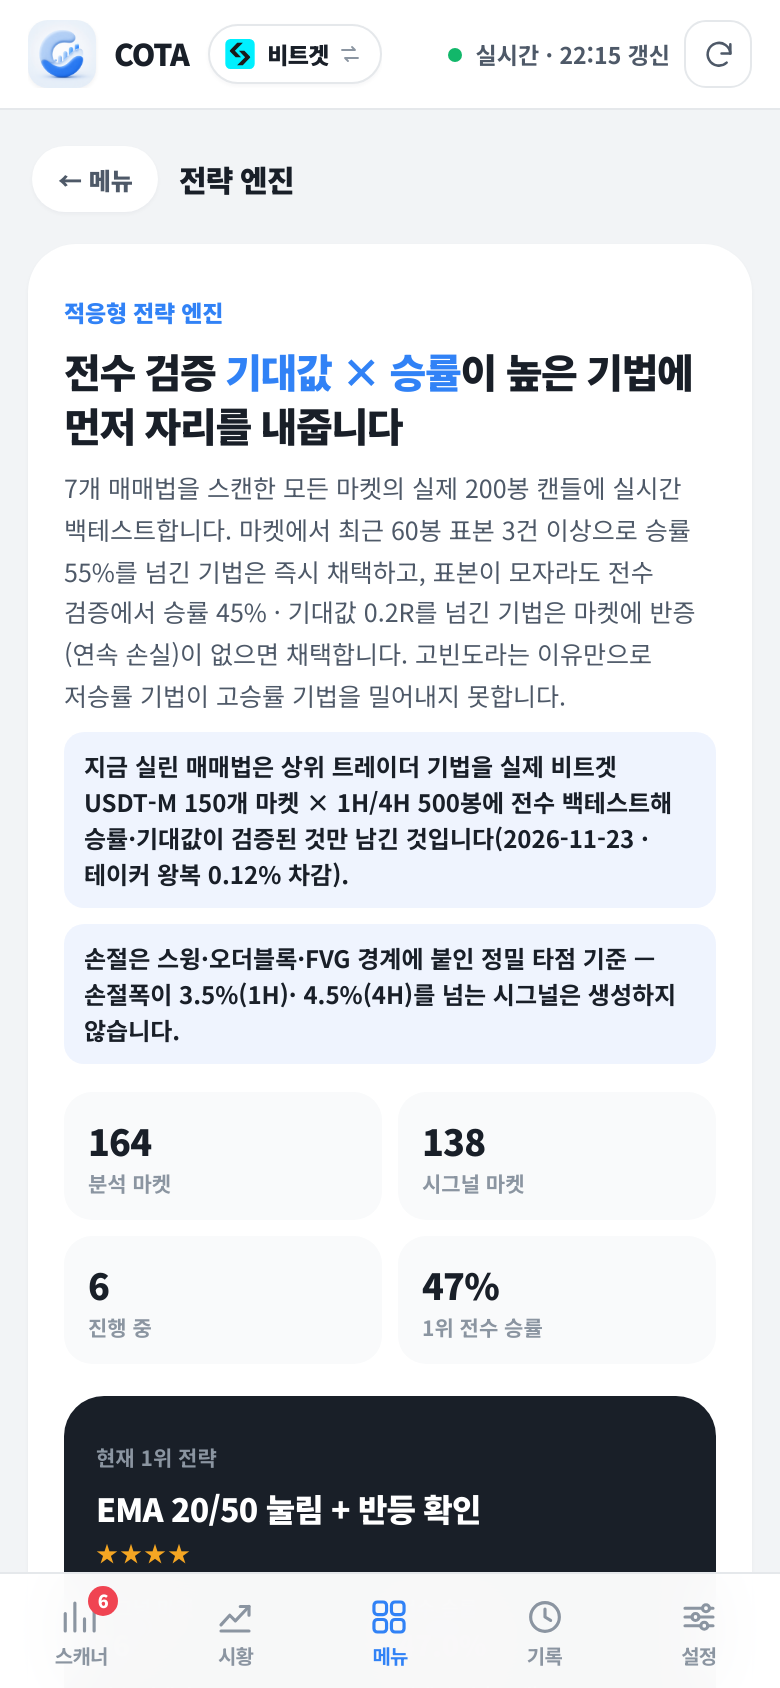 COTA
비트겟
실시간 · 22:15 갱신
← 메뉴
전략 엔진
적응형 전략 엔진
전수 검증 기대값 × 승률이 높은 기법에
먼저 자리를 내줍니다
7개 매매법을 스캔한 모든 마켓의 실제 200봉 캔들에 실시간
백테스트합니다. 마켓에서 최근 60봉 표본 3건 이상으로 승률
55%를 넘긴 기법은 즉시 채택하고, 표본이 모자라도 전수
검증에서 승률 45% · 기대값 0.2R를 넘긴 기법은 마켓에 반증
(연속 손실)이 없으면 채택합니다. 고빈도라는 이유만으로
저승률 기법이 고승률 기법을 밀어내지 못합니다.
지금 실린 매매법은 상위 트레이더 기법을 실제 비트겟
USDT-M 150개 마켓 × 1H/4H 500봉에 전수 백테스트해
승률·기대값이 검증된 것만 남긴 것입니다(2026-11-23 ·
테이커 왕복 0.12% 차감).
손절은 스윙·오더블록·FVG 경계에 붙인 정밀 타점 기준 —
손절폭이 3.5%(1H)· 4.5%(4H)를 넘는 시그널은 생성하지
않습니다.
164
분석 마켓
138
시그널 마켓
6
진행 중
47%
1위 전수 승률
현재 1위 전략
EMA 20/50 눌림 + 반등 확인
★★★★
6
스캐너
시황
메뉴
기록
설정